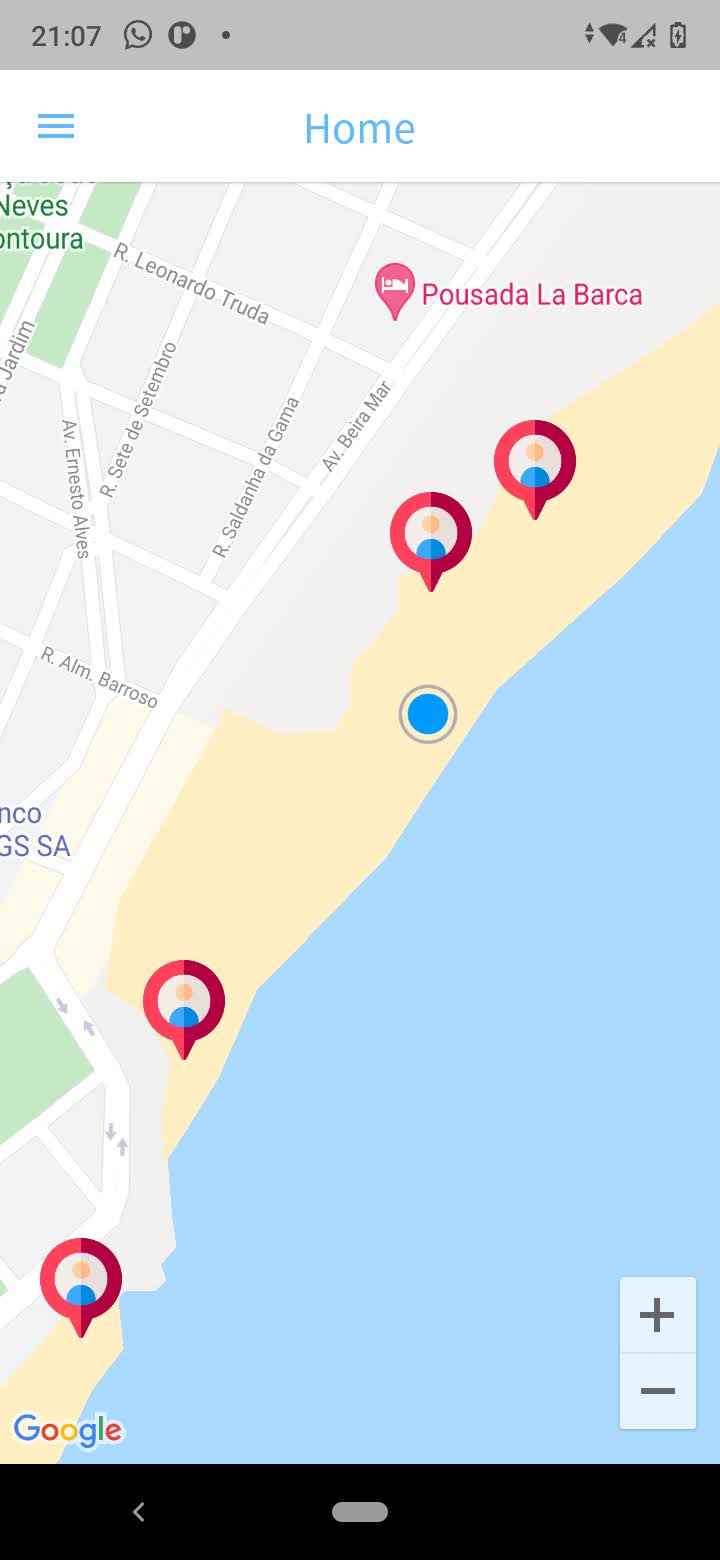 21:07
Home
Neves
ontoura
R. Leonardo Truda
Pousada La Barca
Jardim
R. Sete de Setembro
Av. Ernesto Alves
R. Saldanha da Gama
Av. Beira Mar
R. Alm. Barroso
nco
GS SA
Google